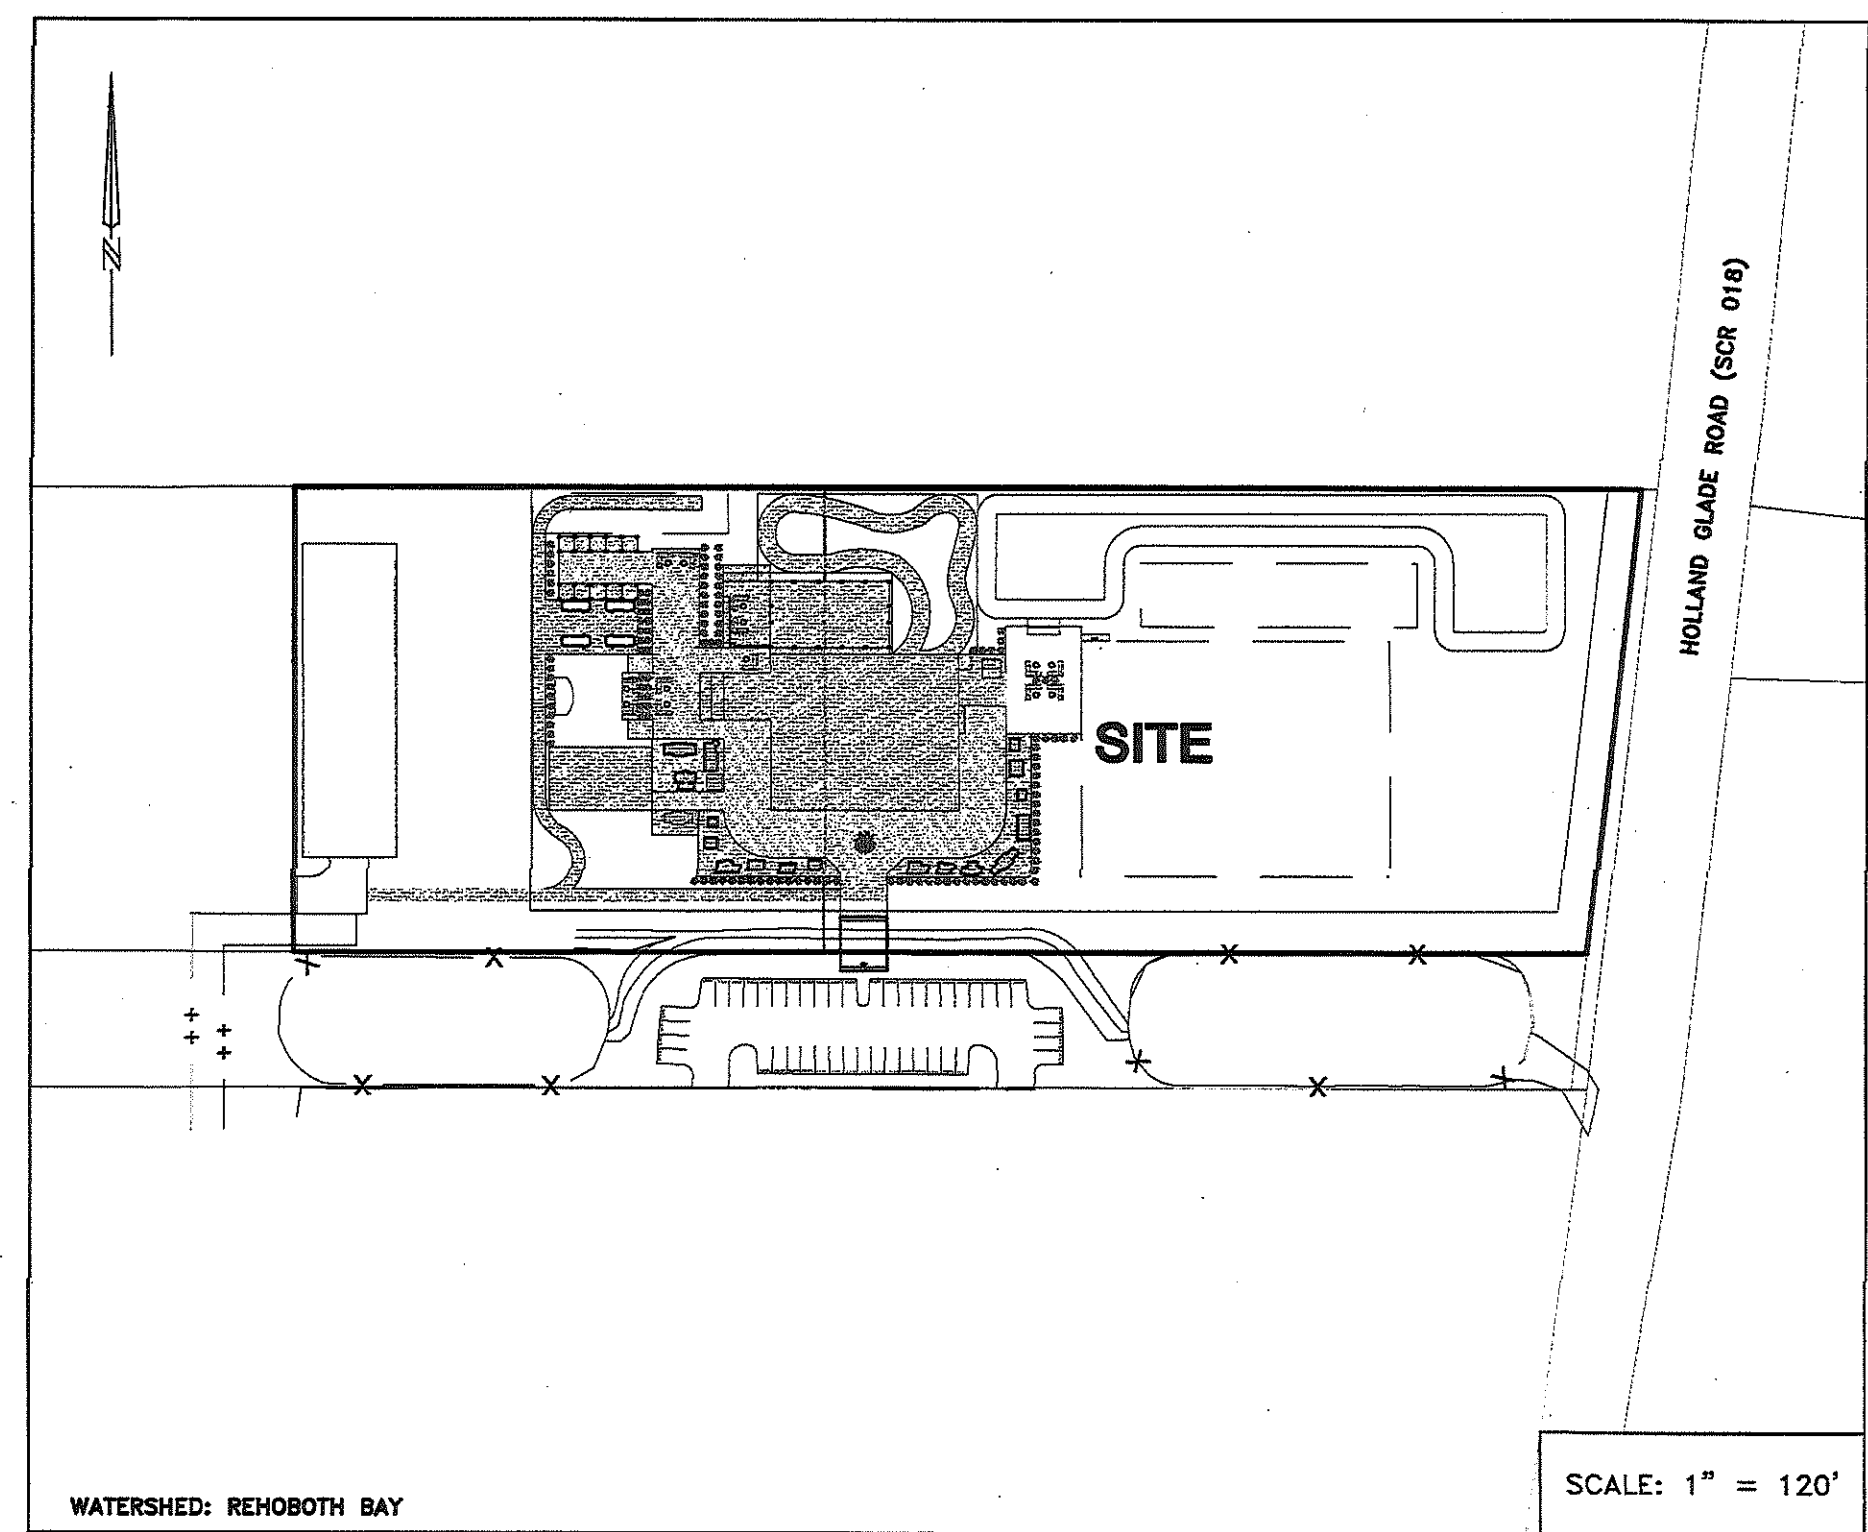 N
HOLLAND GLADE ROAD (SCR 018)
SITE
WATERSHED: REHOBOTH BAY
SCALE: 1" = 120'